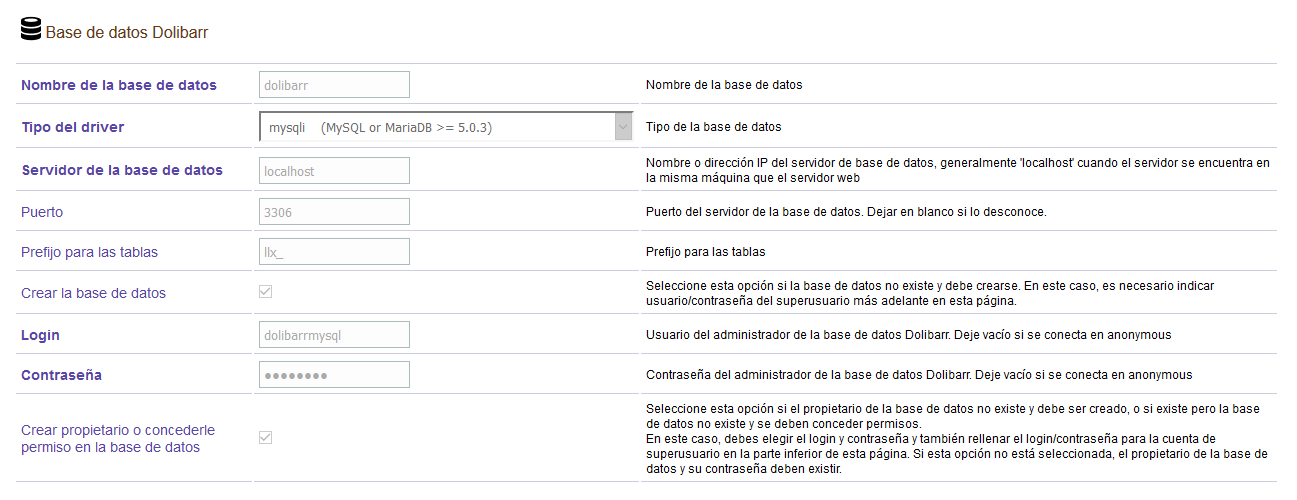 Base de datos Dolibarr
Nombre de la base de datos
dolibarr
Nombre de la base de datos
Tipo del driver
mysqli (MySQL or MariaDB >= 5.0.3)
Tipo de la base de datos
Servidor de la base de datos
localhost
Nombre o dirección IP del servidor de base de datos, generalmente 'localhost' cuando el servidor se encuentra en
la misma máquina que el servidor web
Puerto
3306
Puerto del servidor de la base de datos. Dejar en blanco si lo desconoce.
Prefijo para las tablas
llx_
Prefijo para las tablas
Crear la base de datos
Seleccione esta opción si la base de datos no existe y debe crearse. En este caso, es necesario indicar
usuario/contraseña del superusuario más adelante en esta página.
Login
dolibarrmysql
Usuario del administrador de la base de datos Dolibarr. Deje vacío si se conecta en anonymous
Contraseña
●●●●●●●●
Contraseña del administrador de la base de datos Dolibarr. Deje vacío si se conecta en anonymous
Crear propietario o concederle
permiso en la base de datos
Seleccione esta opción si el propietario de la base de datos no existe y debe ser creado, o si existe pero la base
de datos no existe y se deben conceder permisos.
En este caso, debes elegir el login y contraseña y también rellenar el login/contraseña para la cuenta de
superusuario en la parte inferior de esta página. Si esta opción no está seleccionada, el propietario de la base de
datos y su contraseña deben existir.